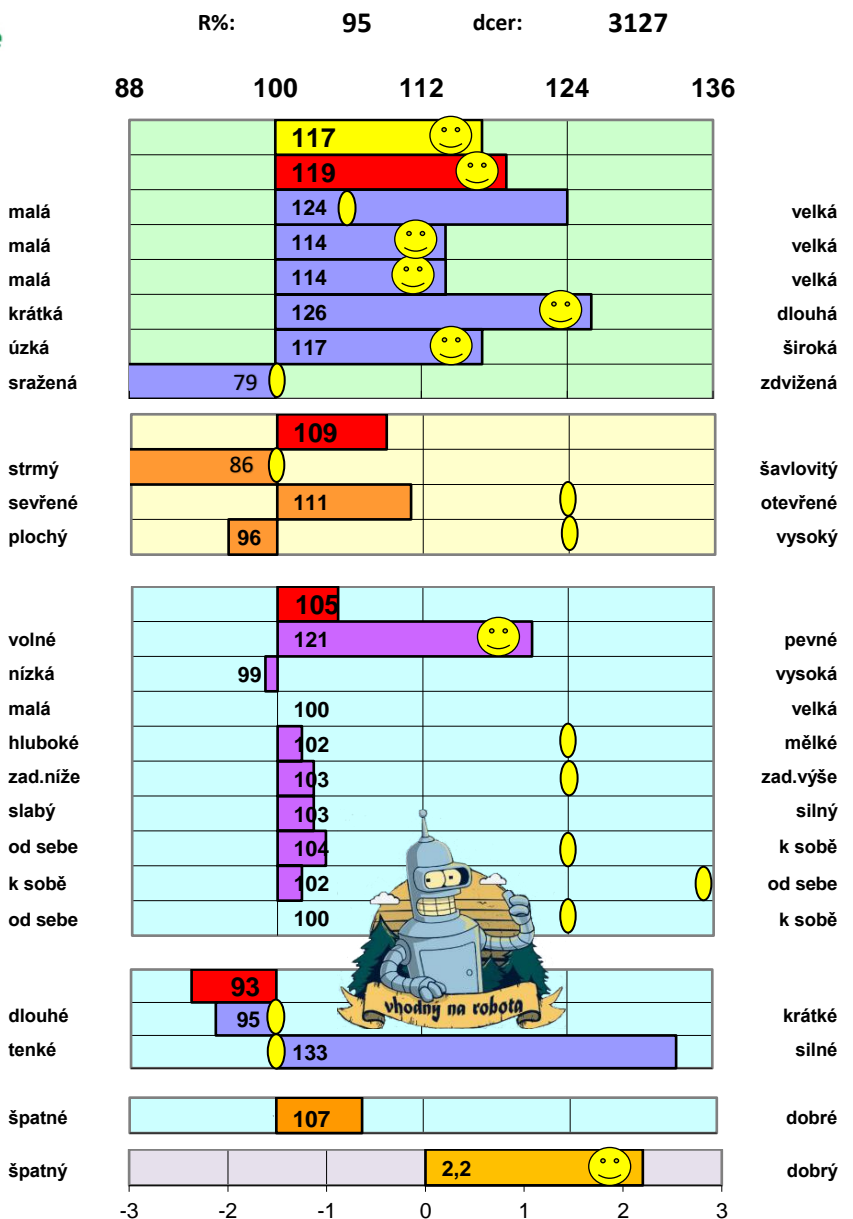 R%: 95 dcer: 3127
88 100 112 124 136
117
119
malá 124 velká
malá 114 velká
malá 114 velká
krátká 126 dlouhá
úzká 117 široká
sražená 79 zdvižená
109
strmý 86 šavlovitý
sevřené 111 otevřené
plochý 96 vysoký
105
volné 121 pevné
nízká 99 vysoká
malá 100 velká
hluboké 102 mělké
zad.níže 103 zad.výše
slabý 103 silný
od sebe 104 k sobě
k sobě 102 od sebe
od sebe 100 k sobě
vhodný na robota
93
dlouhé 95 krátké
tenké 133 silné
špatné 107 dobré
špatný 2,2 dobrý
-3 -2 -1 0 1 2 3